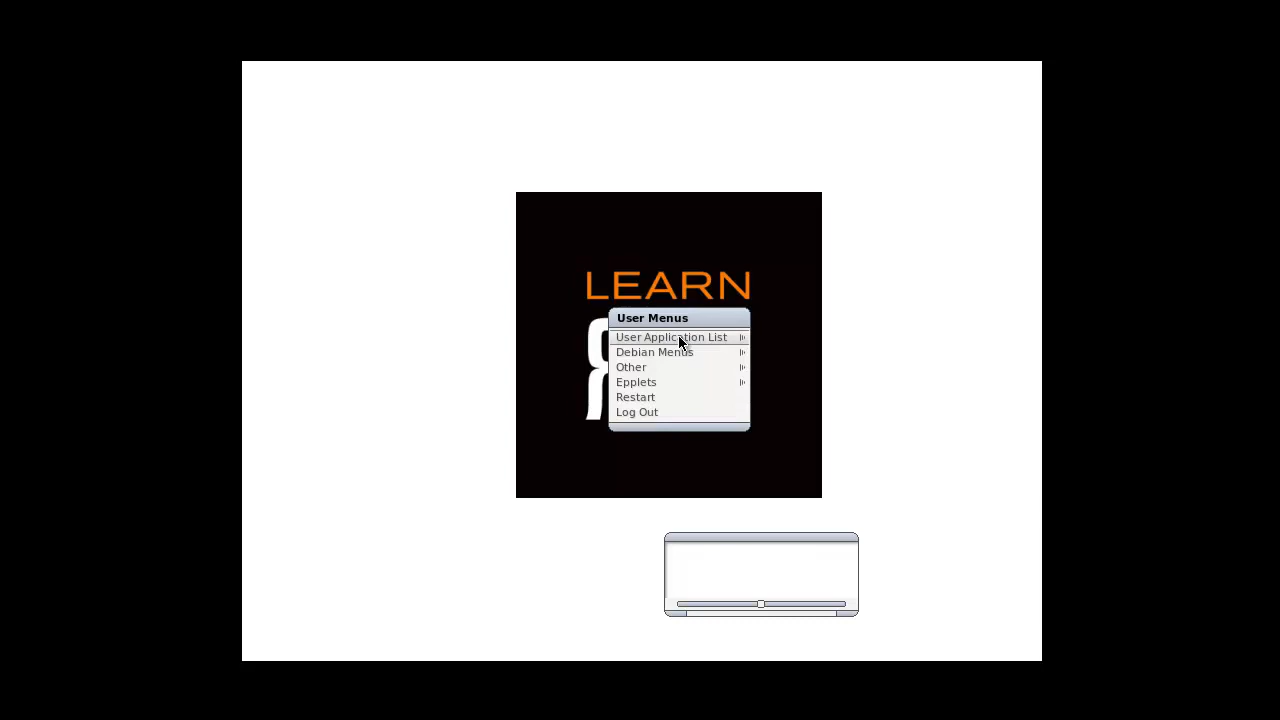 LEARN
User Menus
User Application List
Debian Menus
Other
Epplets
Restart
Log Out